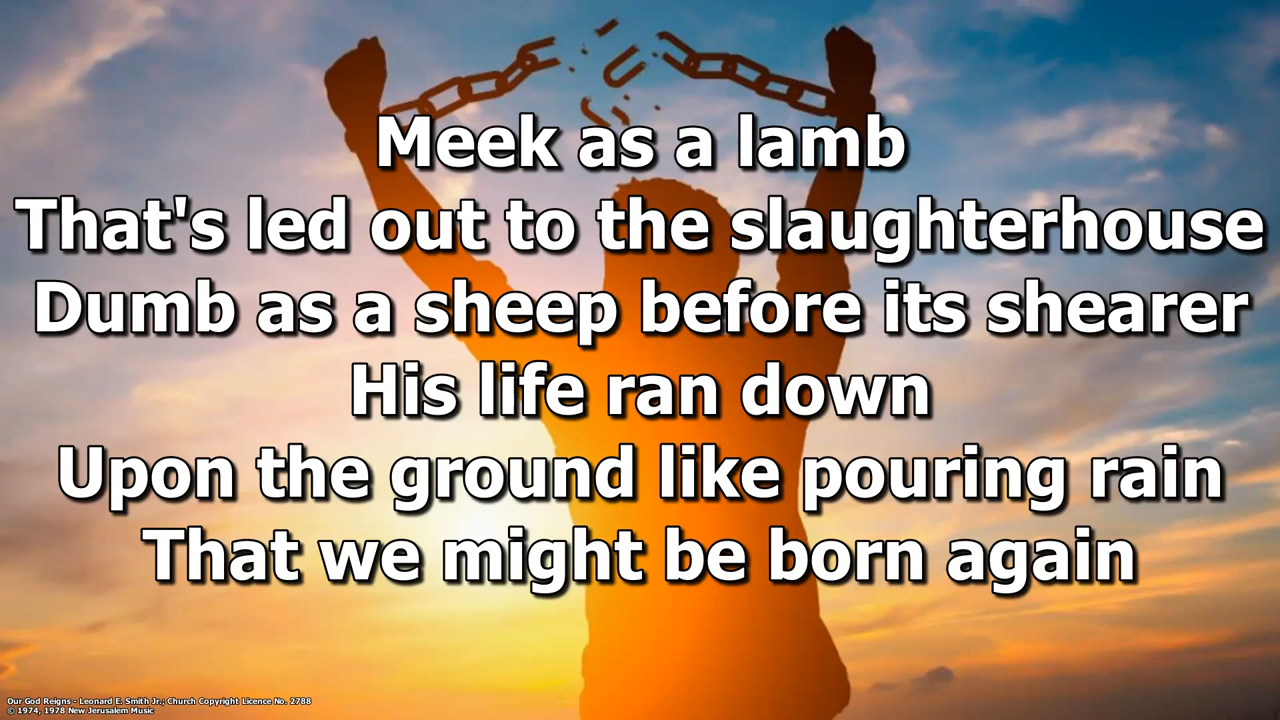 Meek as a lamb
That's led out to the slaughterhouse
Dumb as a sheep before its shearer
His life ran down
Upon the ground like pouring rain
That we might be born again
Our God Reigns - Leonard E. Smith Jr.; Church Copyright Licence No. 2788
© 1974, 1978 New Jerusalem Music